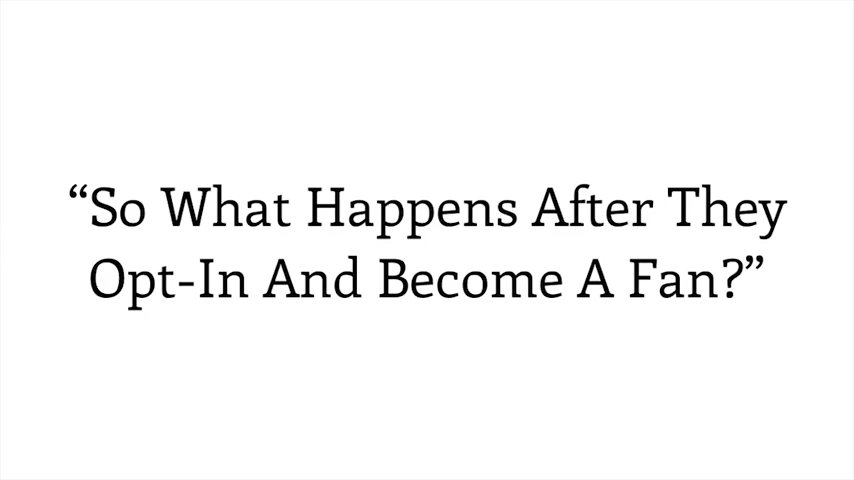 “So What Happens After They
Opt-In And Become A Fan?”